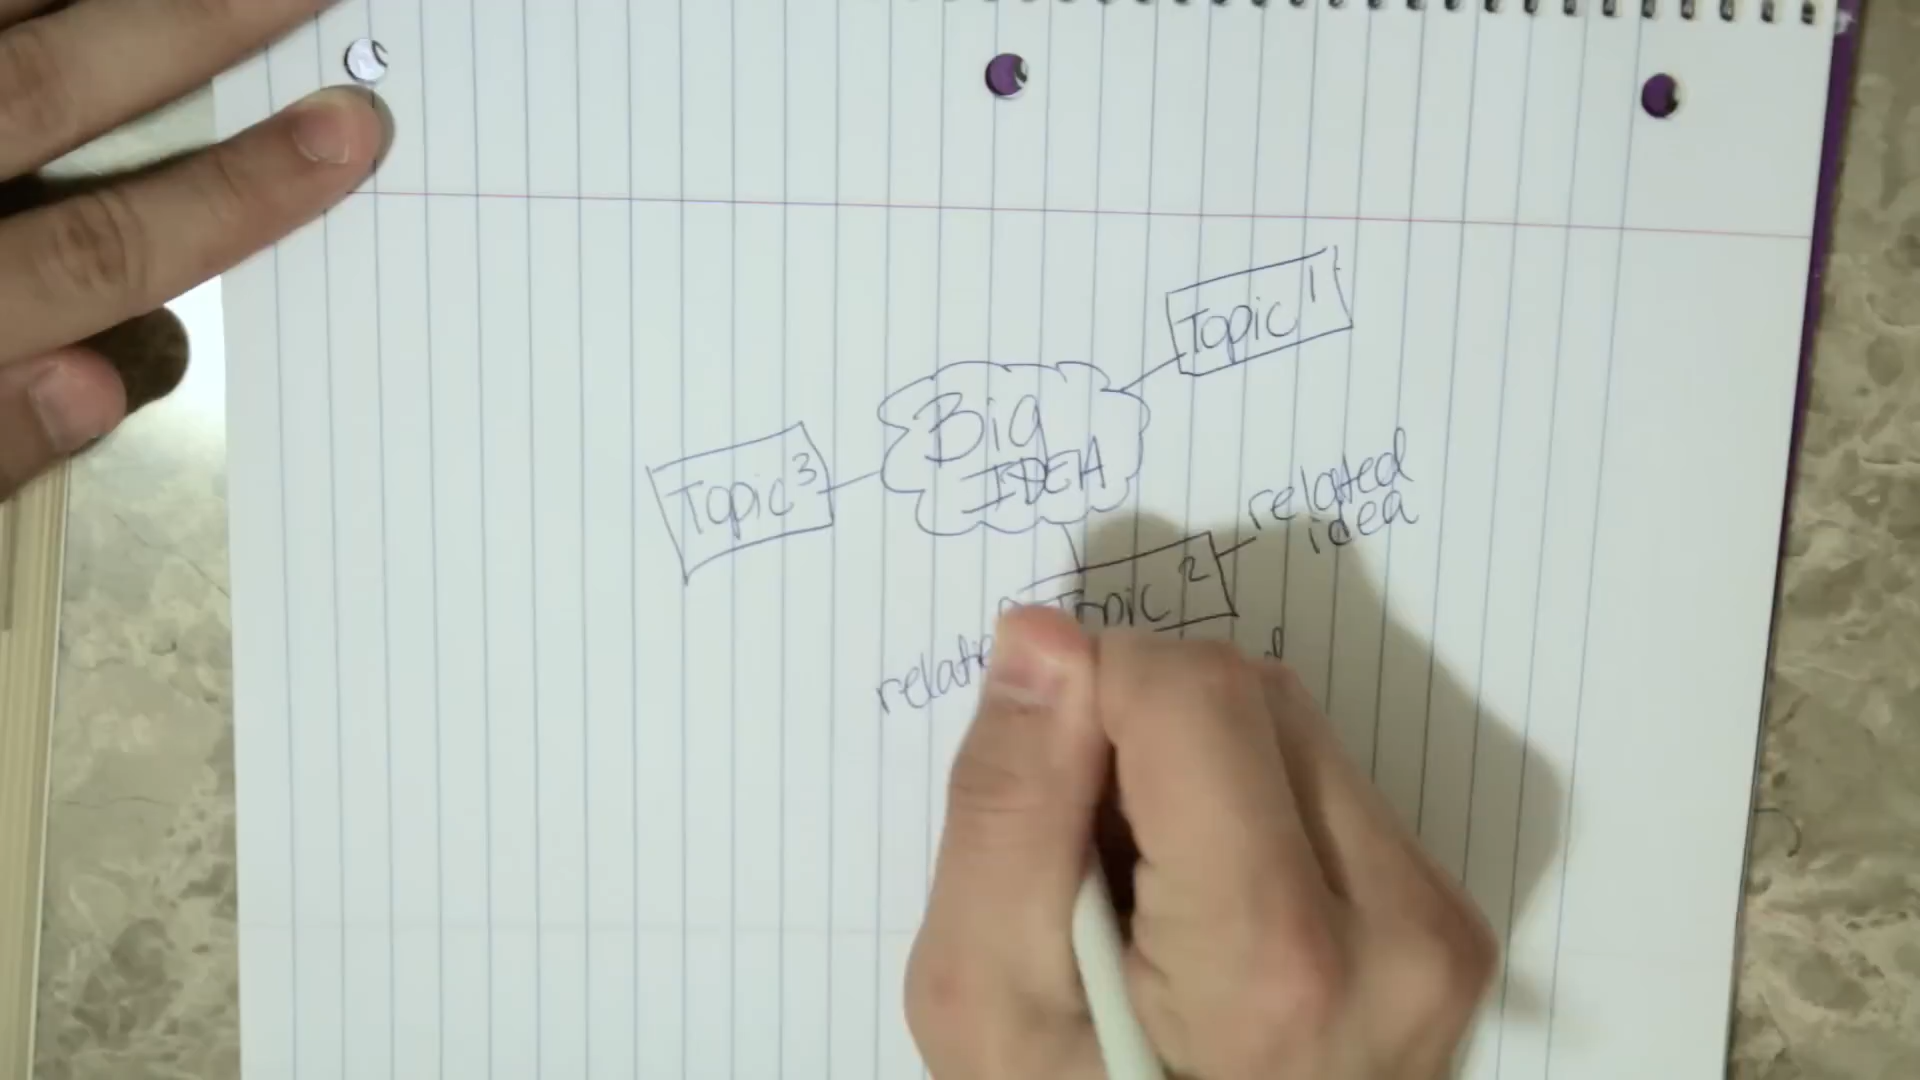 Topic 1
Big
IDEA
Topic 3
related
idea
Topic 2